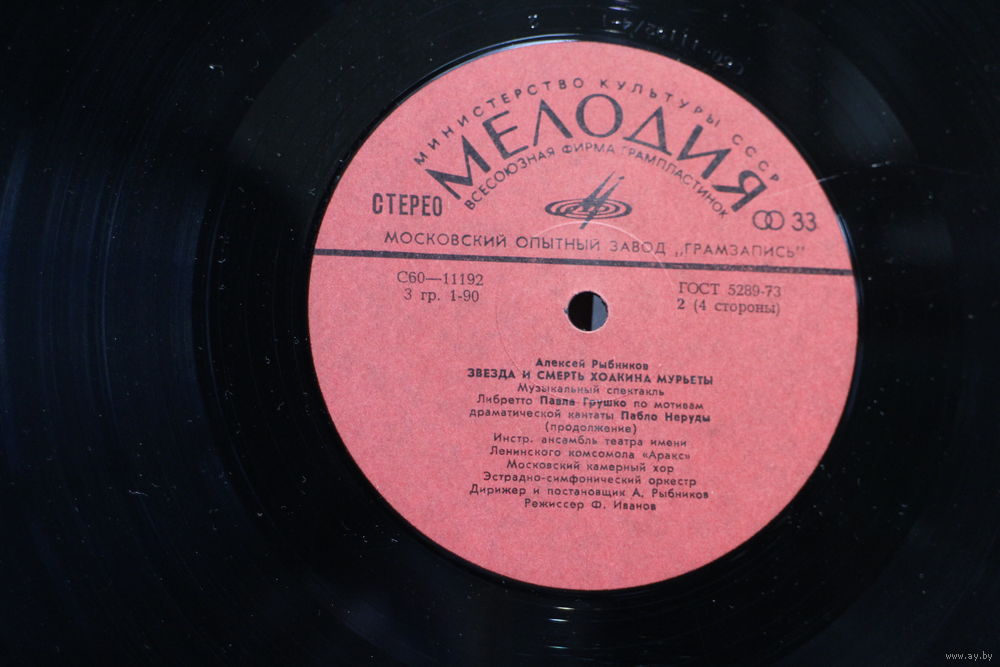 МИНИСТЕРСТВО КУЛЬТУРЫ СССР
МЕЛОДИЯ
ВСЕСОЮЗНАЯ ФИРМА ГРАМПЛАСТИНОК
СТЕРЕО
33
МОСКОВСКИЙ ОПЫТНЫЙ ЗАВОД „ГРАМЗАПИСЬ"
С60—11192
3 гр. 1-90
ГОСТ 5289-73
2 (4 стороны)
Алексей Рыбников
ЗВЕЗДА И СМЕРТЬ ХОАКИНА МУРЬЕТЫ
Музыкальный спектакль
Либретто Павла Грушко по мотивам
драматической кантаты Пабло Неруды
(продолжение)
Инстр. ансамбль театра имени
Ленинского комсомола «Аракс»
Московский камерный хор
Эстрадно-симфонический оркестр
Дирижер и постановщик А. Рыбников
Режиссер Ф. Иванов
www.ay.by